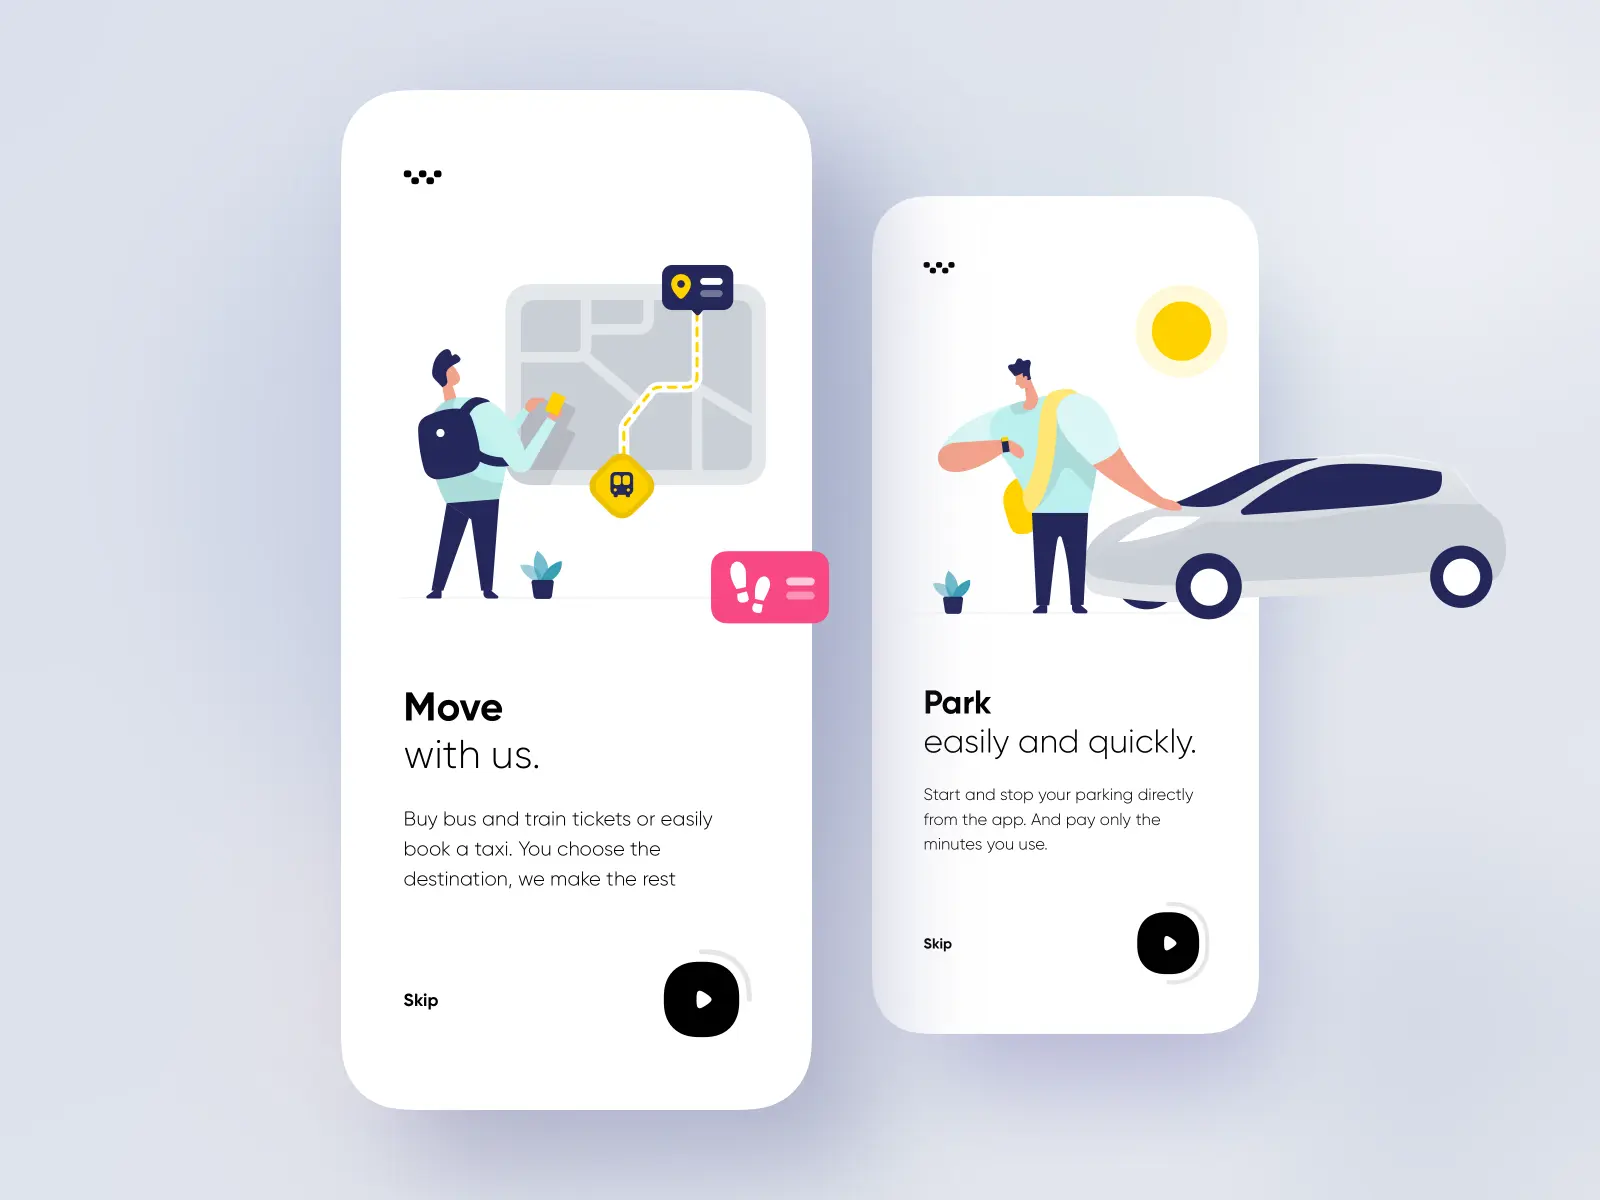 Move
with us.
Buy bus and train tickets or easily
book a taxi. You choose the
destination, we make the rest
Skip
Park
easily and quickly.
Start and stop your parking directly
from the app. And pay only the
minutes you use.
Skip